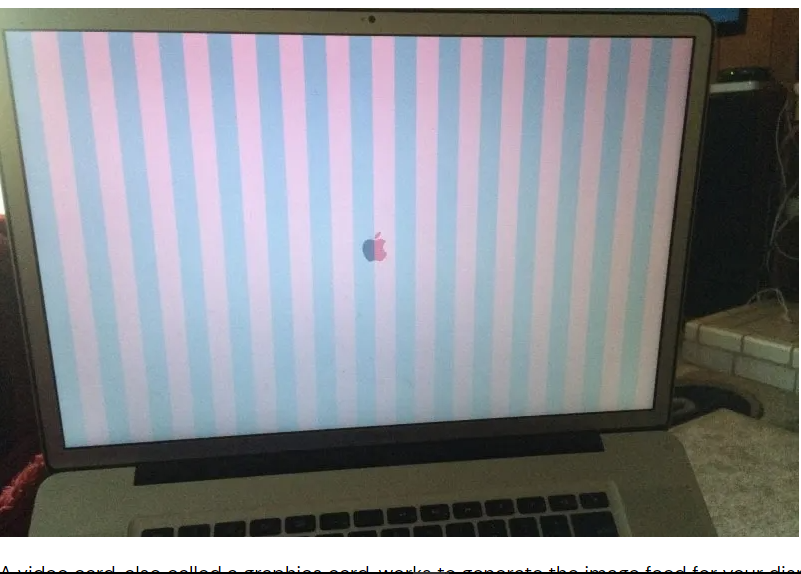 A video card, also called a graphics card, works to generate the image feed for your